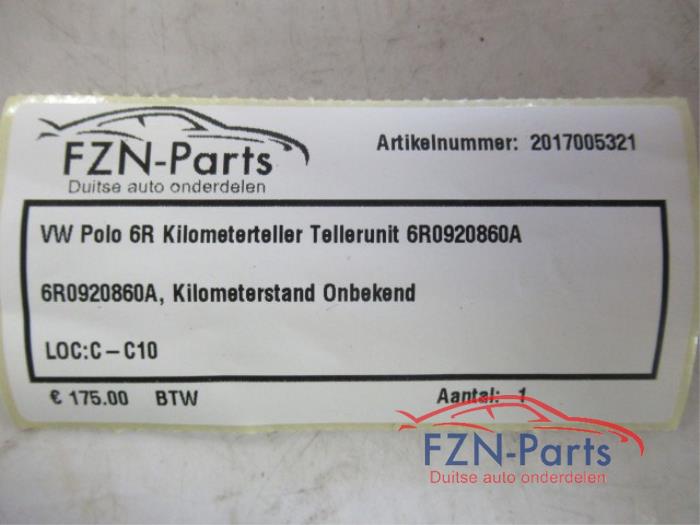 FZN-Parts
Duitse auto onderdelen
Artikelnummer: 2017005321
VW Polo 6R Kilometerteller Tellerunit 6R0920860A
6R0920860A, Kilometerstand Onbekend
LOC:C-C10
€ 175.00 BTW
Aantal: 1
FZN-Parts
Duitse auto onderdelen